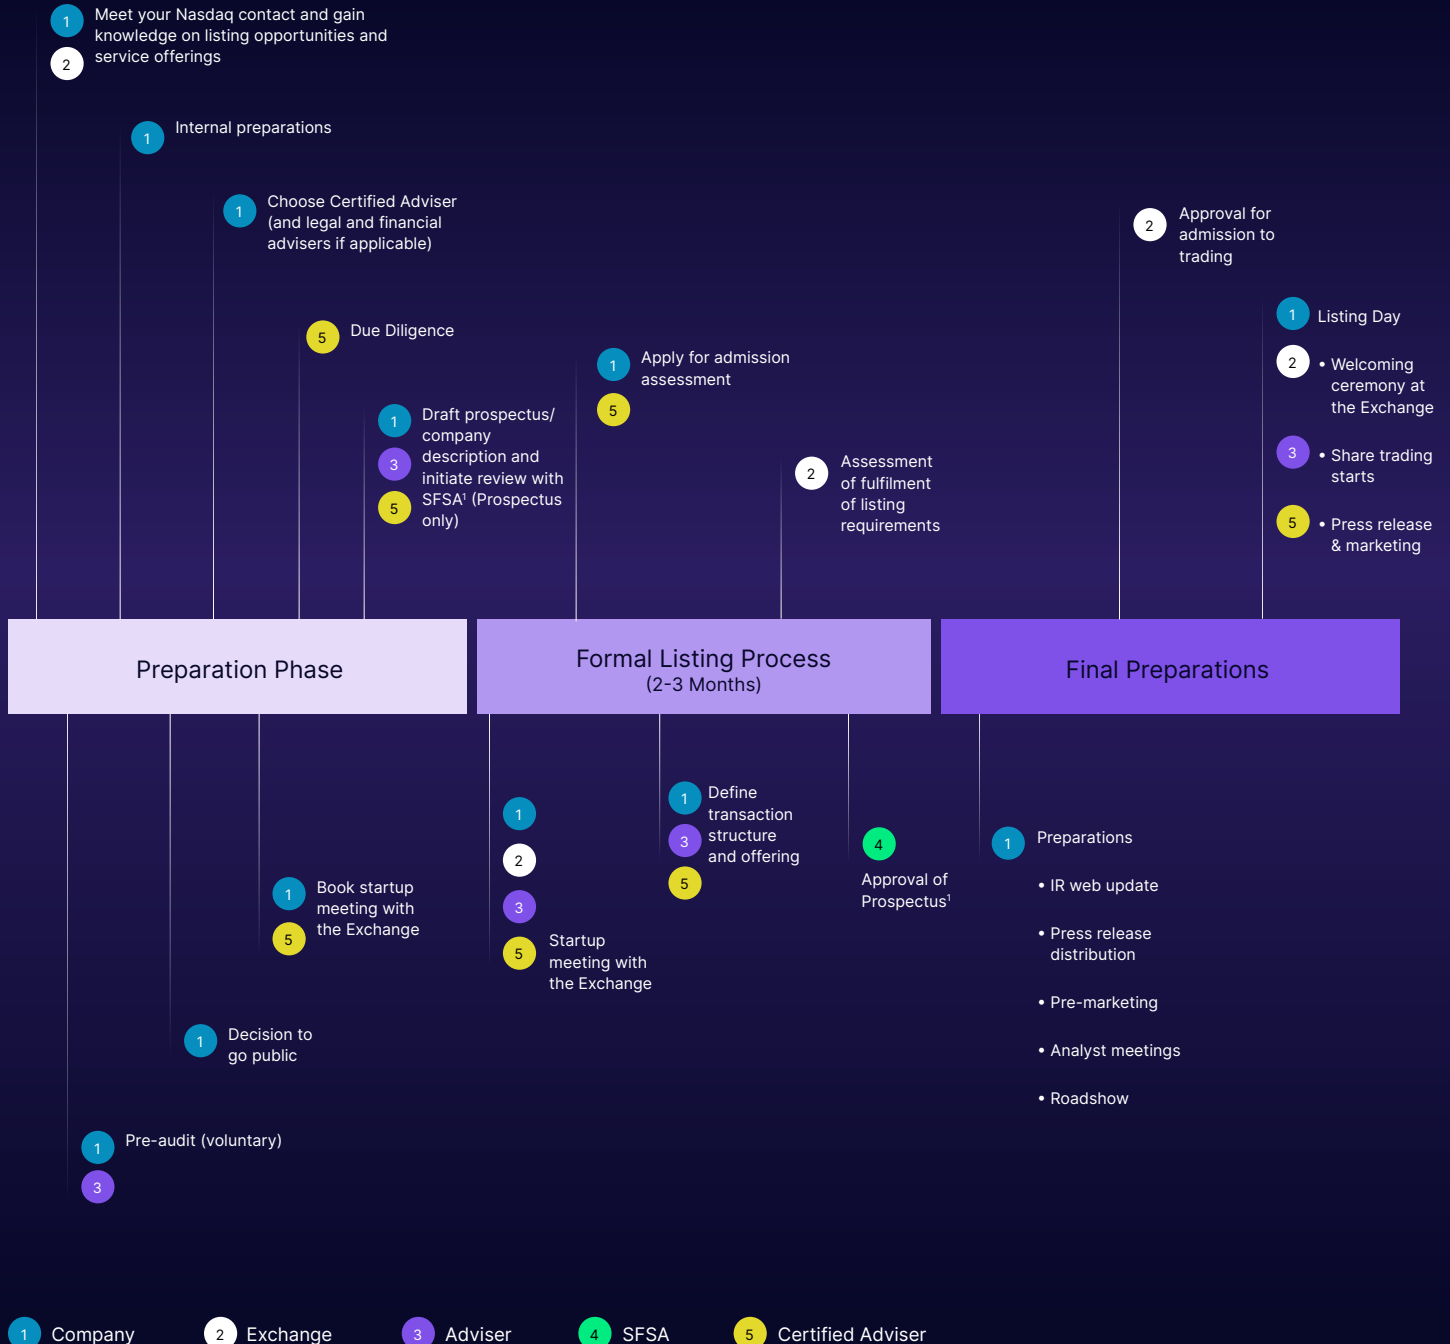 1
Meet your Nasdaq contact and gain
knowledge on listing opportunities and
2
service offerings
1
Internal preparations
1
Choose Certified Adviser
(and legal and financial
advisers if applicable)
5
Due Diligence
1
3
5
Draft prospectus/
company
description and
initiate review with
SFSA¹ (Prospectus
only)
1
5
Apply for admission
assessment
2
Assessment
of fulfilment
of listing
requirements
2
Approval for
admission to
trading
1
Listing Day
2
• Welcoming
ceremony at
the Exchange
3
• Share trading
starts
5
• Press release
& marketing
Preparation Phase
Formal Listing Process
(2-3 Months)
Final Preparations
1
3
Pre-audit (voluntary)
1
Decision to
go public
1
5
Book startup
meeting with
the Exchange
1
2
3
5
Startup
meeting with
the Exchange
1
3
5
Define
transaction
structure
and offering
4
Approval of
Prospectus¹
1
Preparations
• IR web update
• Press release
distribution
• Pre-marketing
• Analyst meetings
• Roadshow
1 Company
2 Exchange
3 Adviser
4 SFSA
5 Certified Adviser